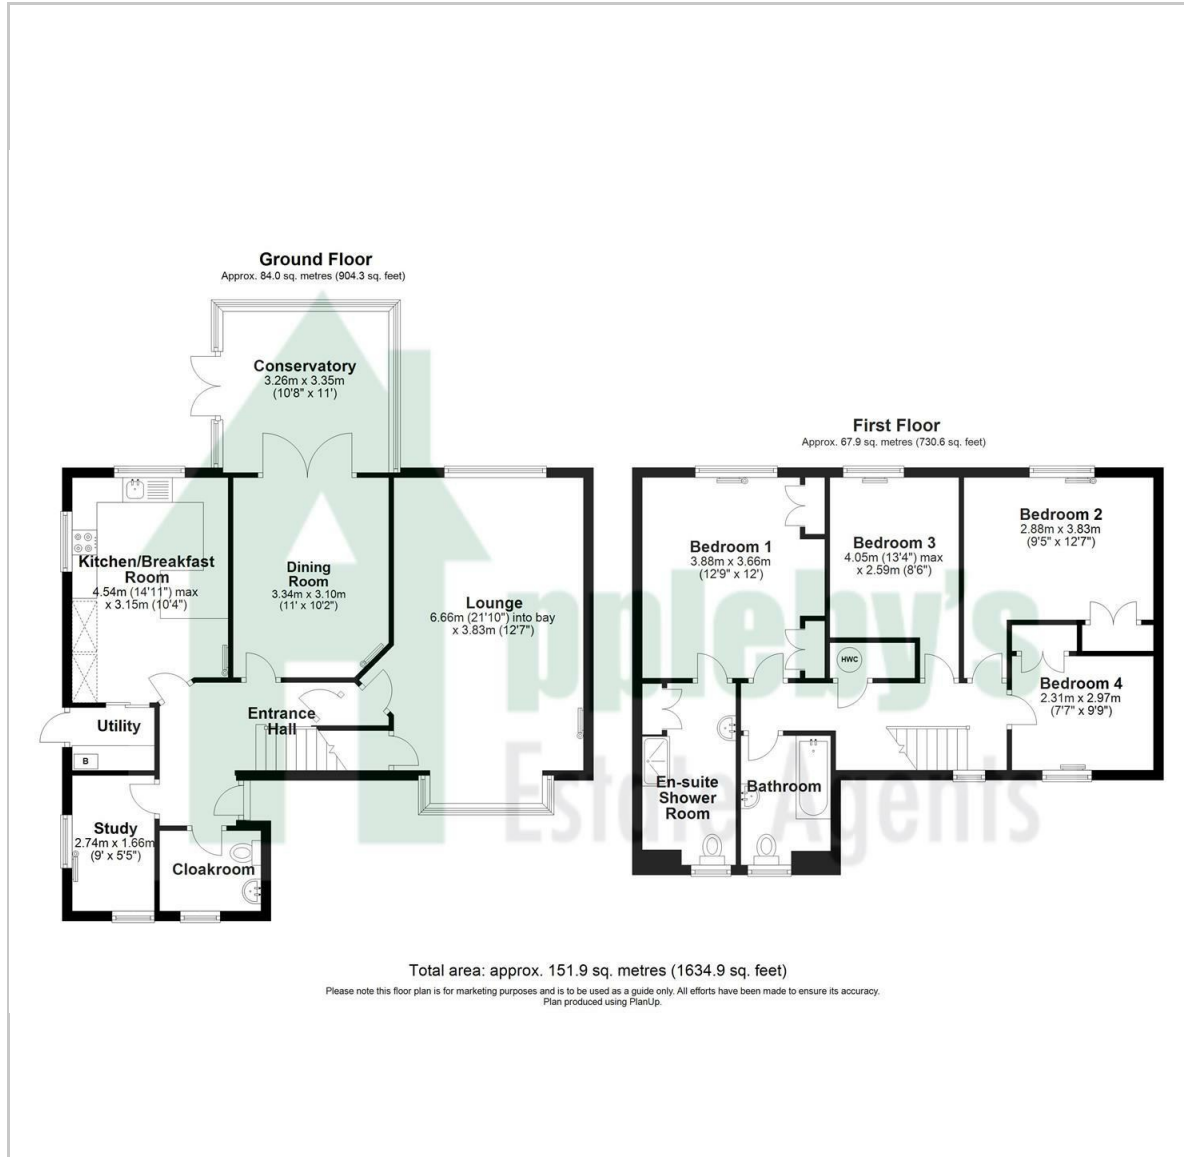 Ground Floor
Approx. 84.0 sq. metres (904.3 sq. feet)
Conservatory
3.26m x 3.35m
(10'8" x 11')
Kitchen/Breakfast
Room
4.54m (14'11") max
x 3.15m (10'4")
Dining
Room
3.34m x 3.10m
(11' x 10'2")
Lounge
6.66m (21'10") into bay
x 3.83m (12'7")
Utility
B
Entrance
Hall
Study
2.74m x 1.66m
(9' x 5'5")
Cloakroom
First Floor
Approx. 67.9 sq. metres (730.6 sq. feet)
Bedroom 1
3.88m x 3.66m
(12'9" x 12')
Bedroom 3
4.05m (13'4") max
x 2.59m (8'6")
Bedroom 2
2.88m x 3.83m
(9'5" x 12'7")
HWC
Bedroom 4
2.31m x 2.97m
(7'7" x 9'9")
En-suite
Shower
Room
Bathroom
ppleby's
Estate Agents
Total area: approx. 151.9 sq. metres (1634.9 sq. feet)
Please note this floor plan is for marketing purposes and is to be used as a guide only. All efforts have been made to ensure its accuracy.
Plan produced using PlanUp.